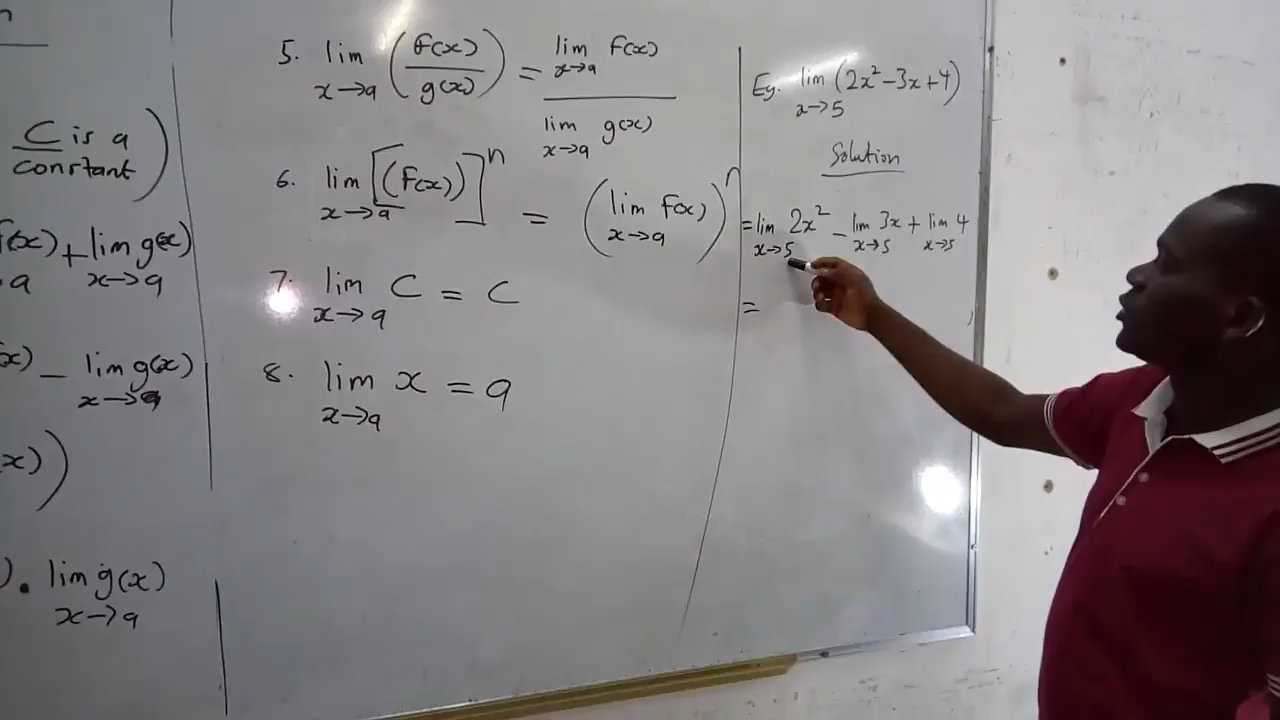 C is a
constant )
f(x) + lim g(x)
a x→a
x) − lim g(x)
x→a
x) )
) . lim g(x)
x→a
5. lim ( f(x) / g(x) ) = lim f(x) / lim g(x)
x→a x→a x→a
6. lim [(f(x))]^n = ( lim f(x) )^n
x→a x→a
7. lim C = C
x→a
8. lim x = a
x→a
Eg. lim (2x² − 3x + 4)
x→5
Solution
= lim 2x² − lim 3x + lim 4
x→5 x→5 x→5
=